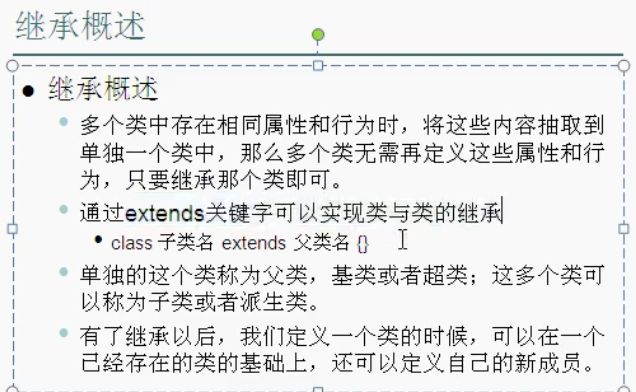 继承概述
继承概述
多个类中存在相同属性和行为时，将这些内容抽取到
单独一个类中，那么多个类无需再定义这些属性和行
为，只要继承那个类即可。
通过extends关键字可以实现类与类的继承
class 子类名 extends 父类名 {}
单独的这个类称为父类，基类或者超类；这多个类可
以称为子类或者派生类。
有了继承以后，我们定义一个类的时候，可以在一个
已经存在的类的基础上，还可以定义自己的新成员。